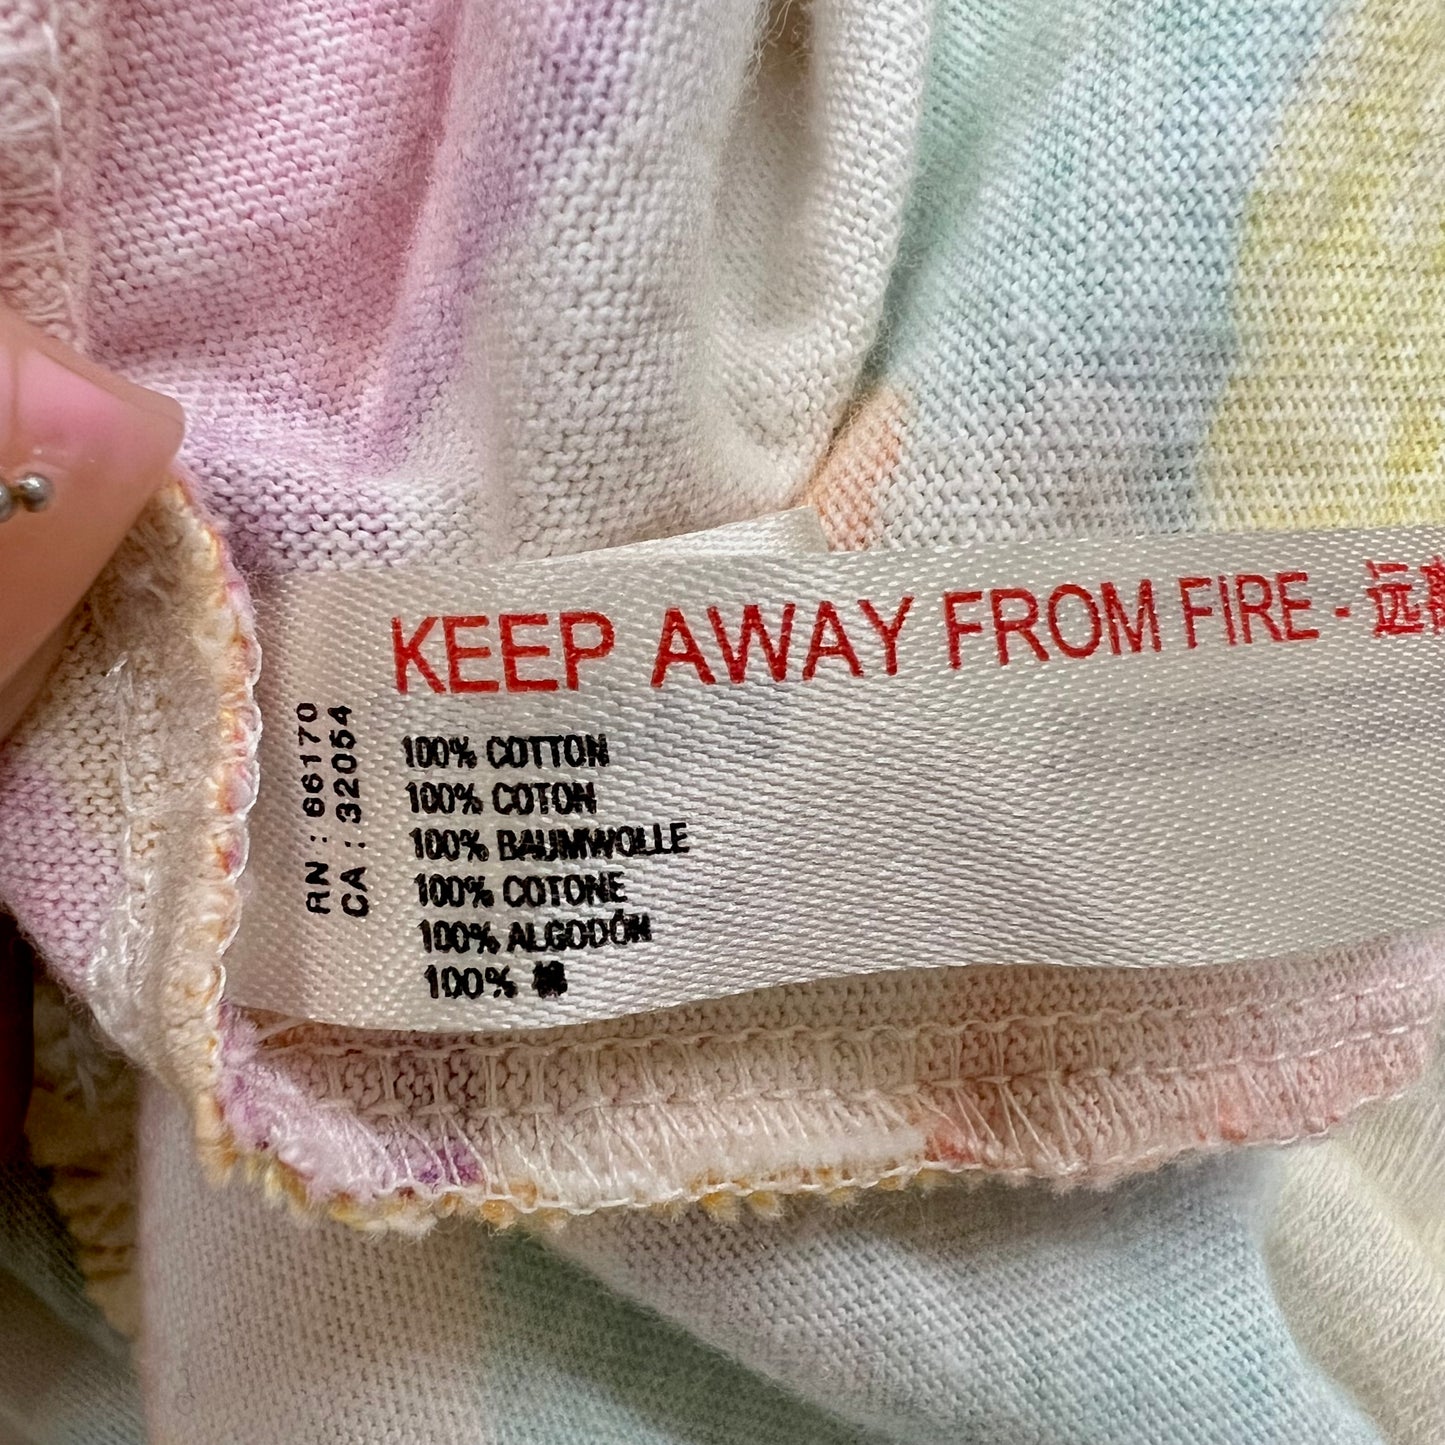 KEEP AWAY FROM FIRE - 远
RN : 66170
CA : 32054
100% COTTON
100% COTON
100% BAUMWOLLE
100% COTONE
100% ALGODÓN
100% 棉